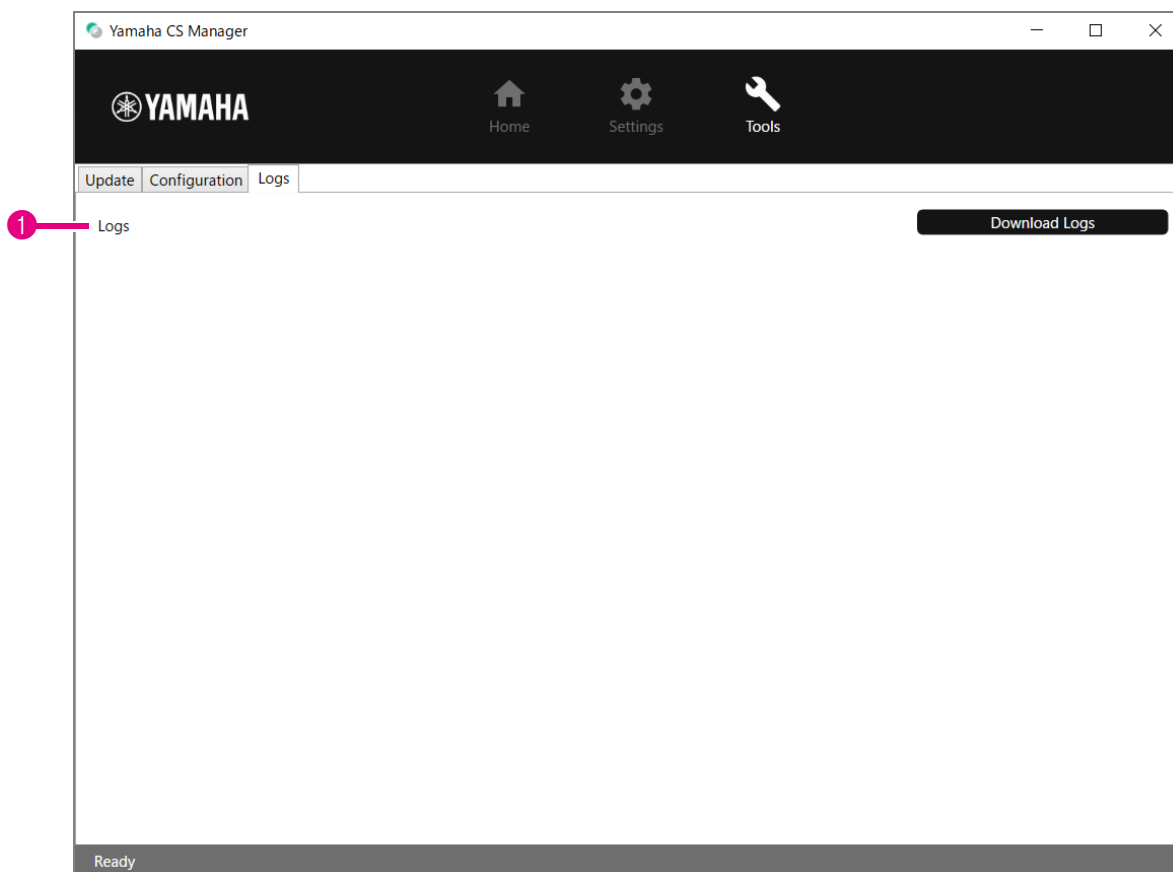 Yamaha CS Manager
YAMAHA
Home
Settings
Tools
Update
Configuration
Logs
1
Logs
Download Logs
Ready